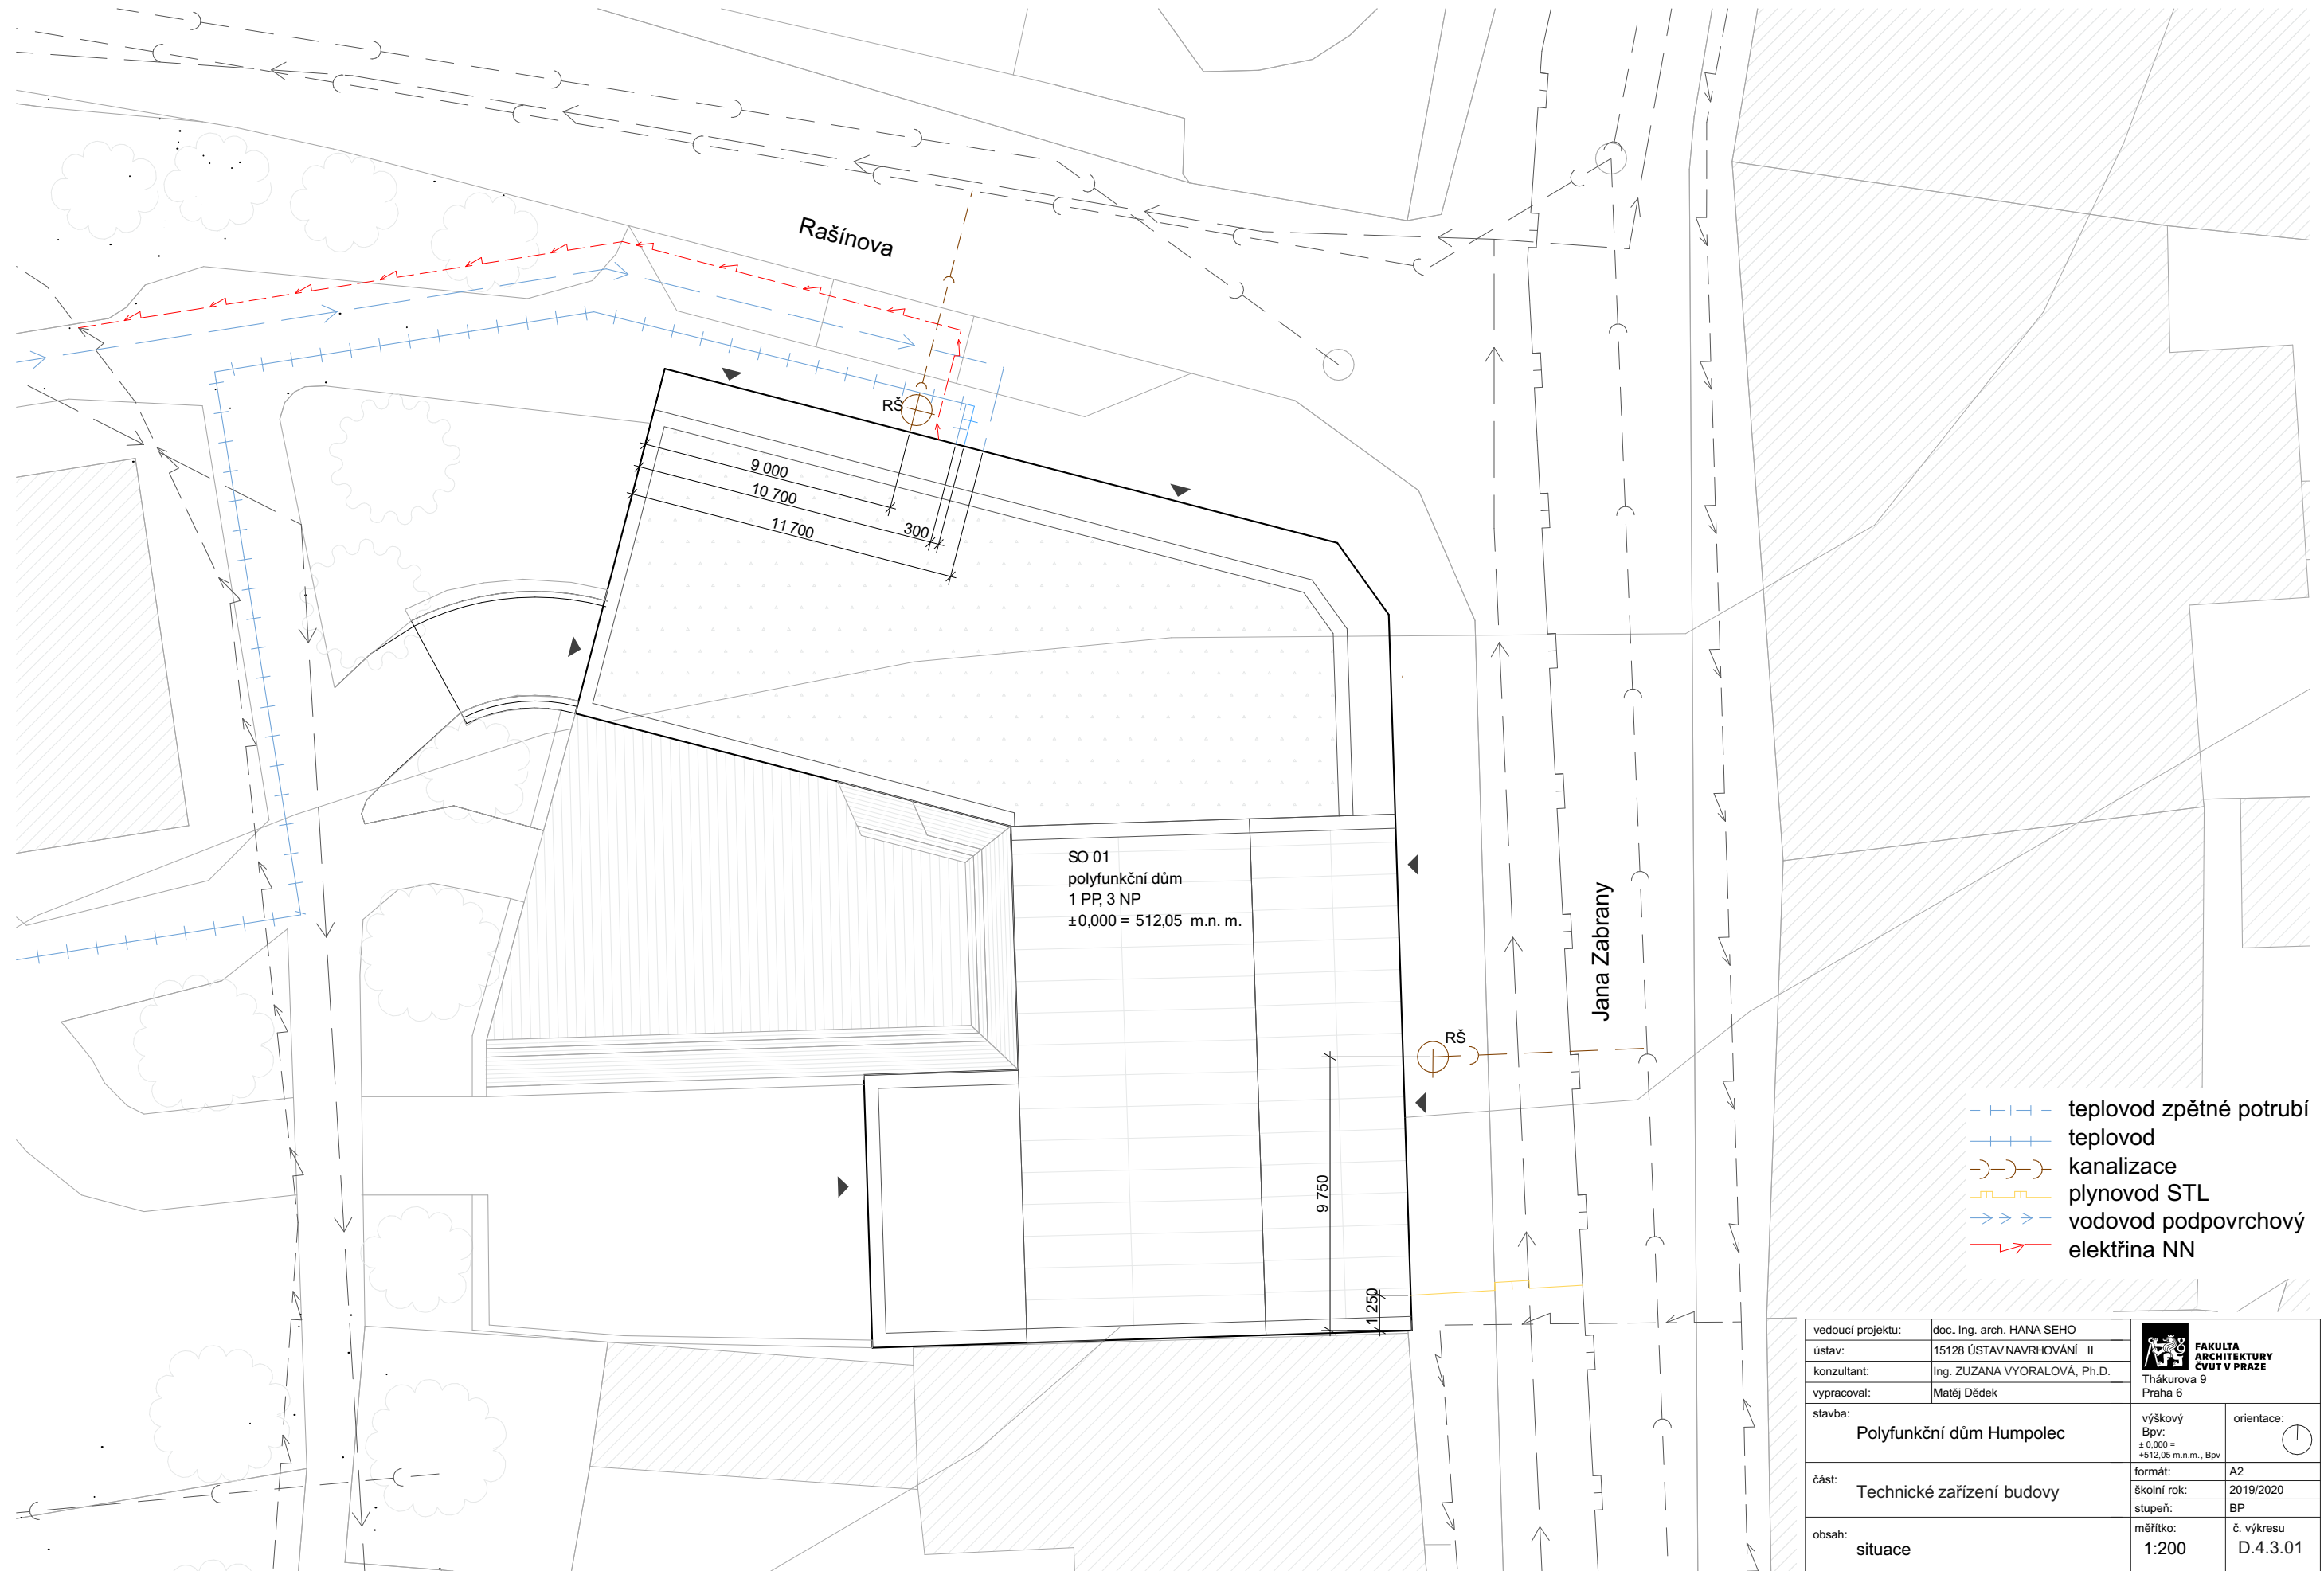 Rašínova
RŠ
9 000
10 700
11 700
300
SO 01
polyfunkční dům
1 PP, 3 NP
±0,000 = 512,05 m.n. m.
Jana Zabrany
RŠ
9 750
1 250
teplovod zpětné potrubí
teplovod
kanalizace
plynovod STL
vodovod podpovrchový
elektřina NN
vedoucí projektu: doc. Ing. arch. HANA SEHO
ústav: 15128 ÚSTAV NAVRHOVÁNÍ II
konzultant: Ing. ZUZANA VYORALOVÁ, Ph.D.
vypracoval: Matěj Dědek
FAKULTA
ARCHITEKTURY
ČVUT V PRAZE
Thákurova 9
Praha 6
stavba:
Polyfunkční dům Humpolec
výškový
Bpv:
± 0,000 =
+512,05 m.n.m., Bpv
orientace:
část:
Technické zařízení budovy
formát: A2
školní rok: 2019/2020
stupeň: BP
obsah:
situace
měřítko:
1:200
č. výkresu
D.4.3.01